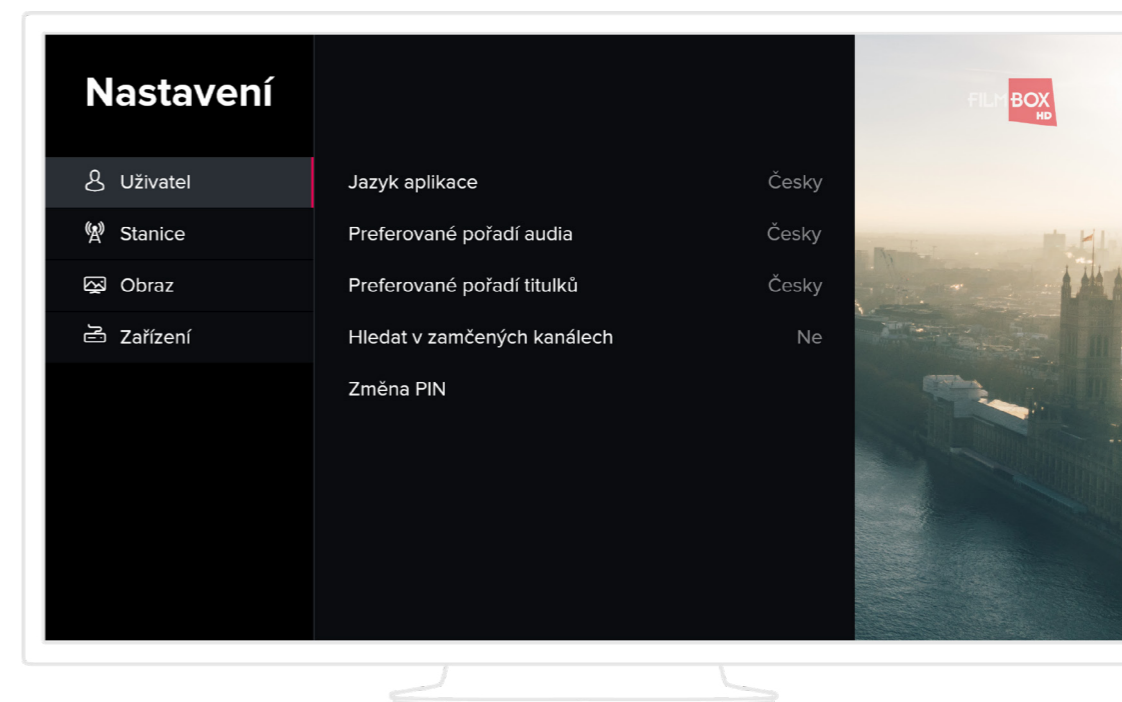 Nastavení
FILMBOX
HD
Uživatel
Stanice
Obraz
Zařízení
Jazyk aplikace Česky
Preferované pořadí audia Česky
Preferované pořadí titulků Česky
Hledat v zamčených kanálech Ne
Změna PIN